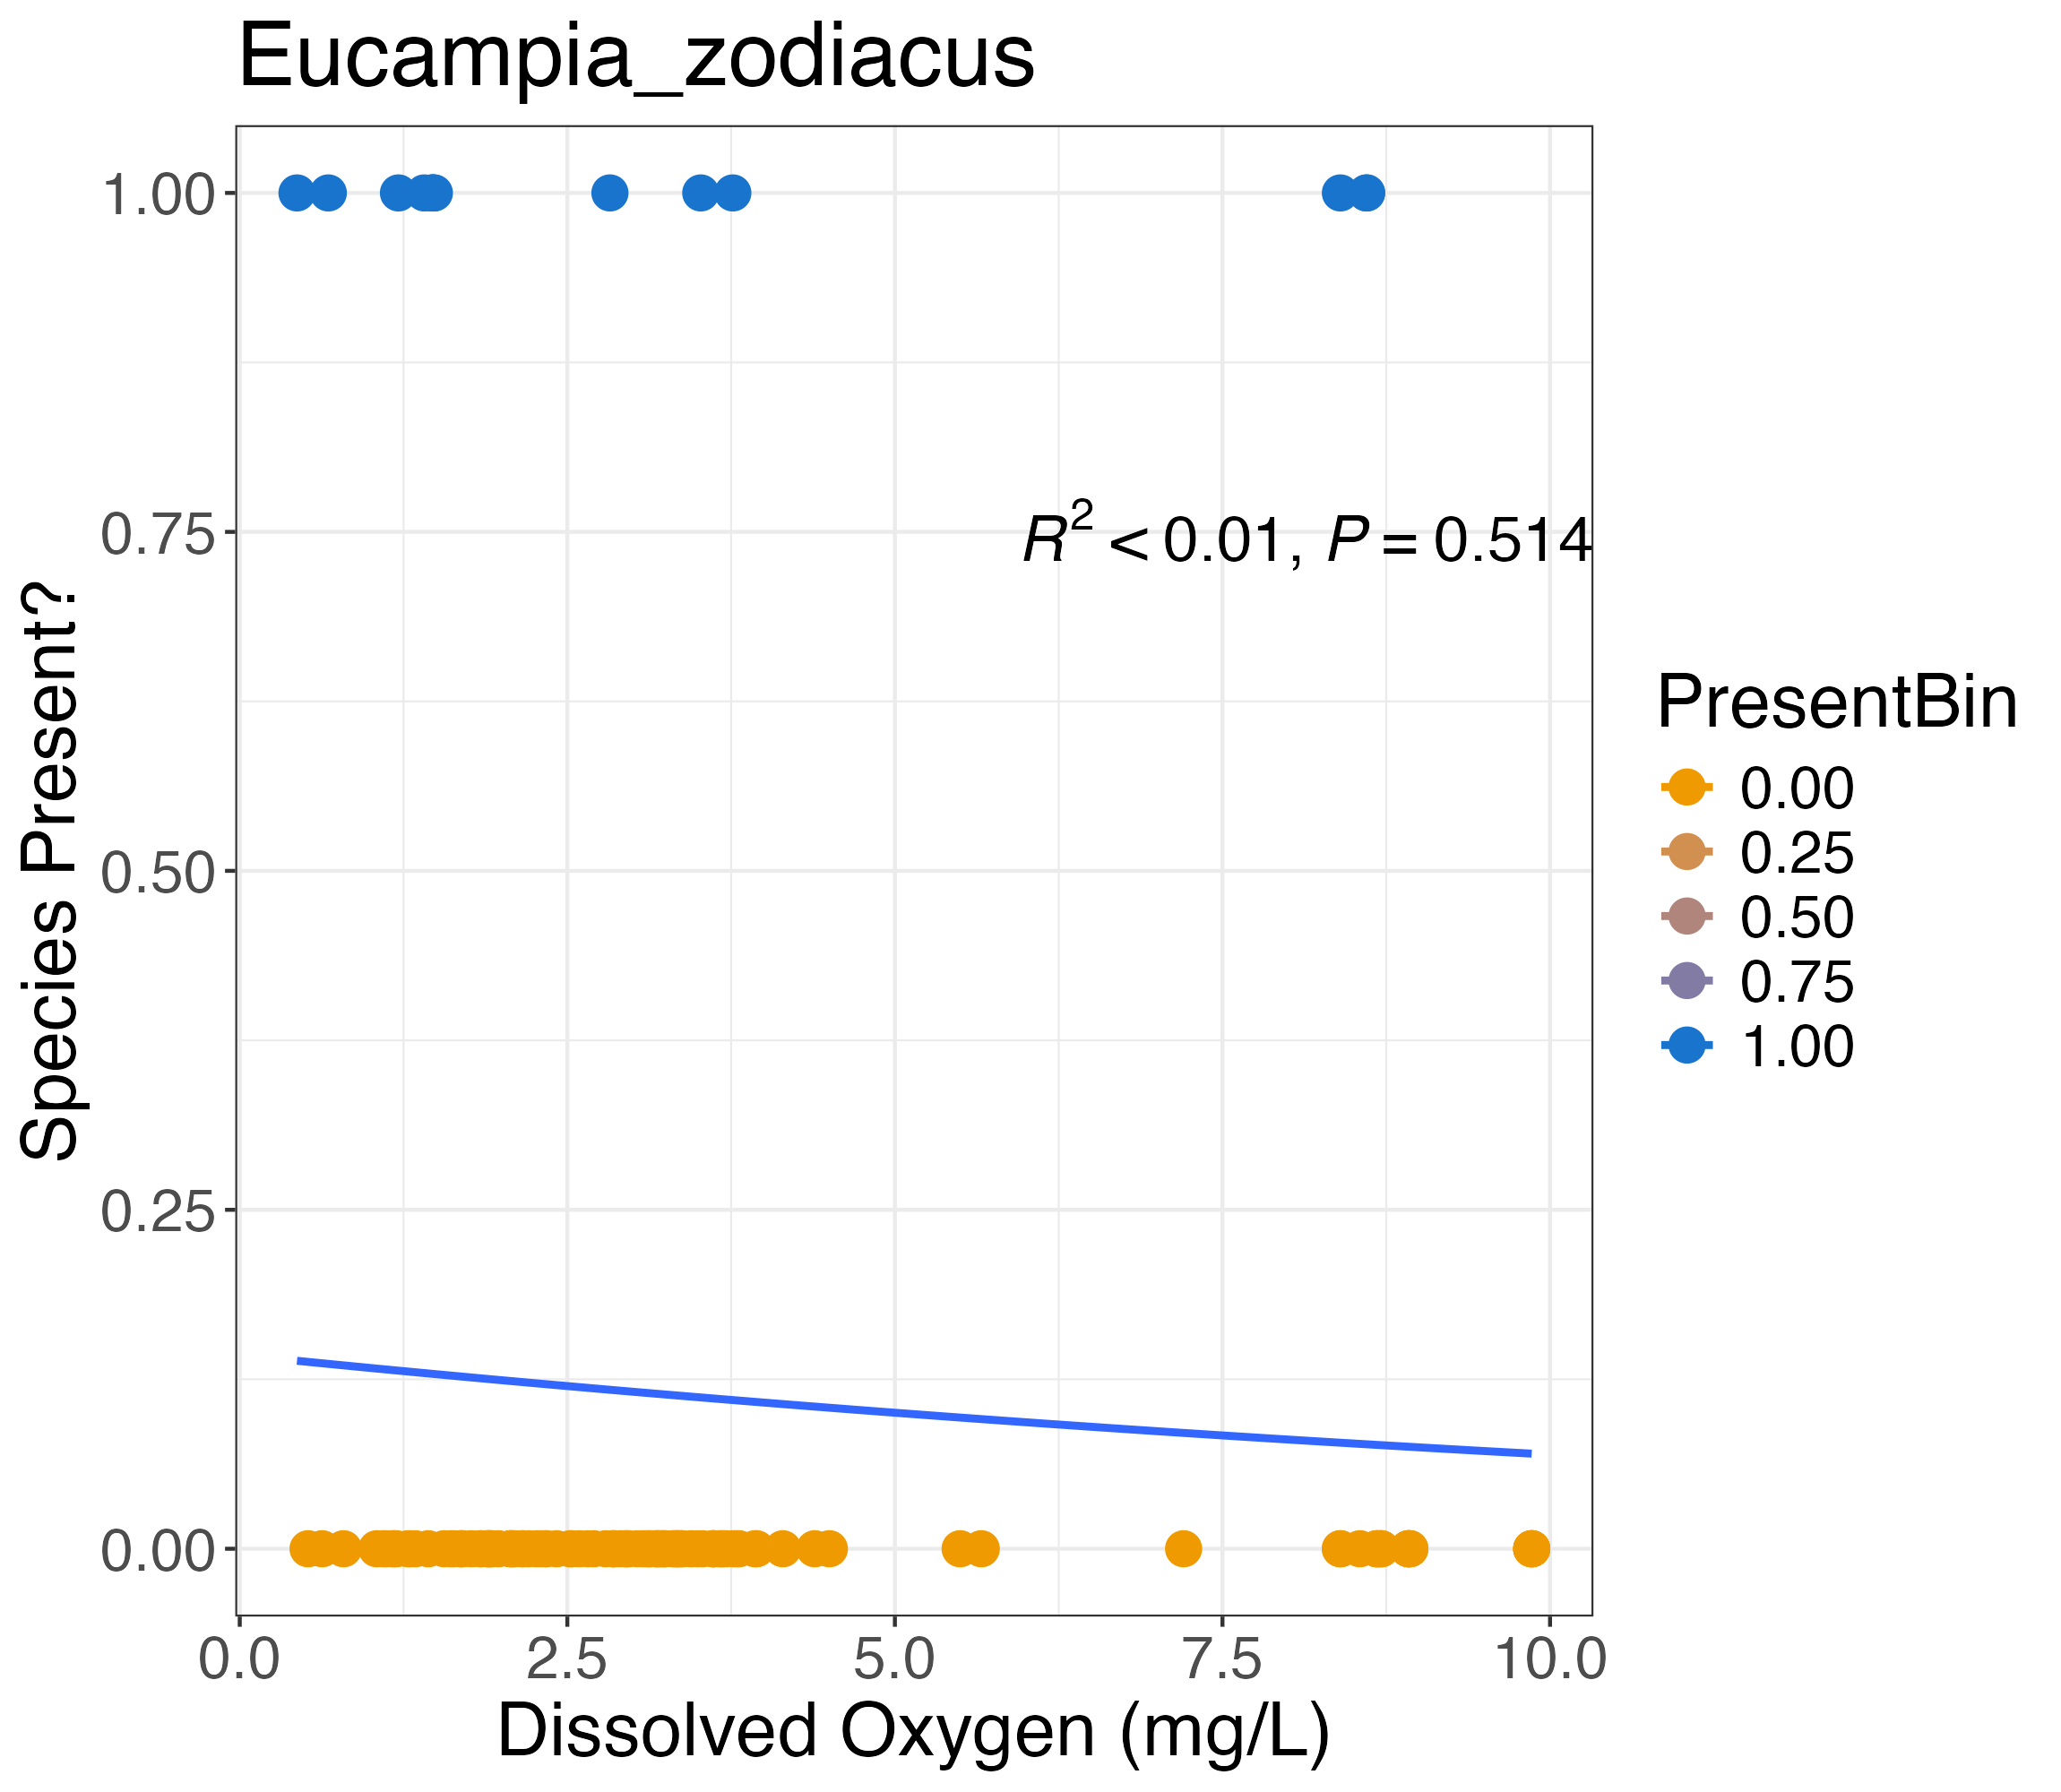 Eucampia_zodiacus
1.00
0.75
0.50
0.25
0.00
Species Present?
R² < 0.01, P = 0.514
0.0 2.5 5.0 7.5 10.0
Dissolved Oxygen (mg/L)
PresentBin
0.00
0.25
0.50
0.75
1.00